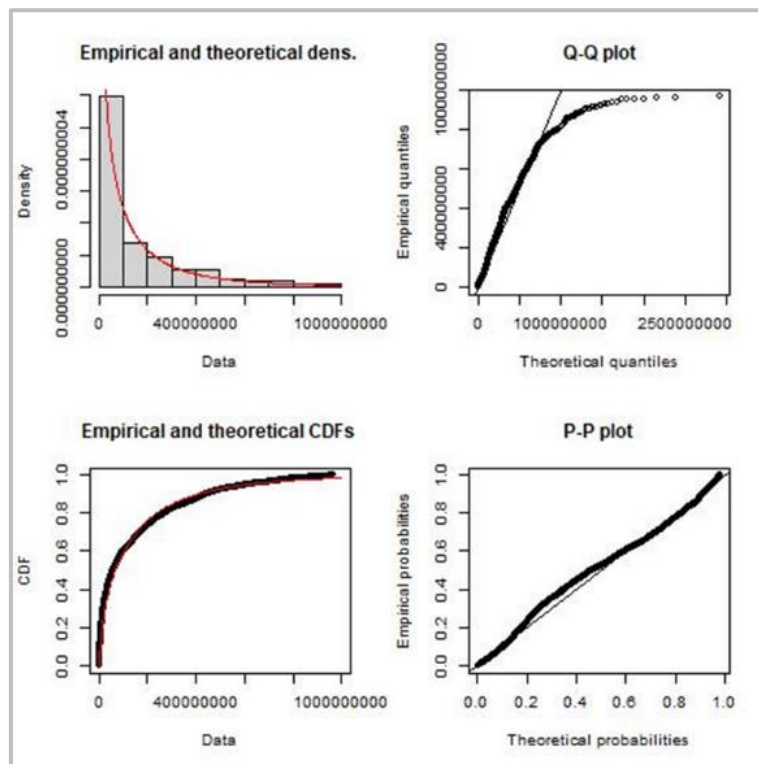 Empirical and theoretical dens.
Density
0.000000000
0.000000004
0
400000000
1000000000
Data
Q-Q plot
Empirical quantiles
0
400000000
1000000000
0
1000000000
2500000000
Theoretical quantiles
Empirical and theoretical CDFs
CDF
0.0
0.2
0.4
0.6
0.8
1.0
0
400000000
1000000000
Data
P-P plot
Empirical probabilities
0.0
0.2
0.4
0.6
0.8
1.0
0.0
0.2
0.4
0.6
0.8
1.0
Theoretical probabilities